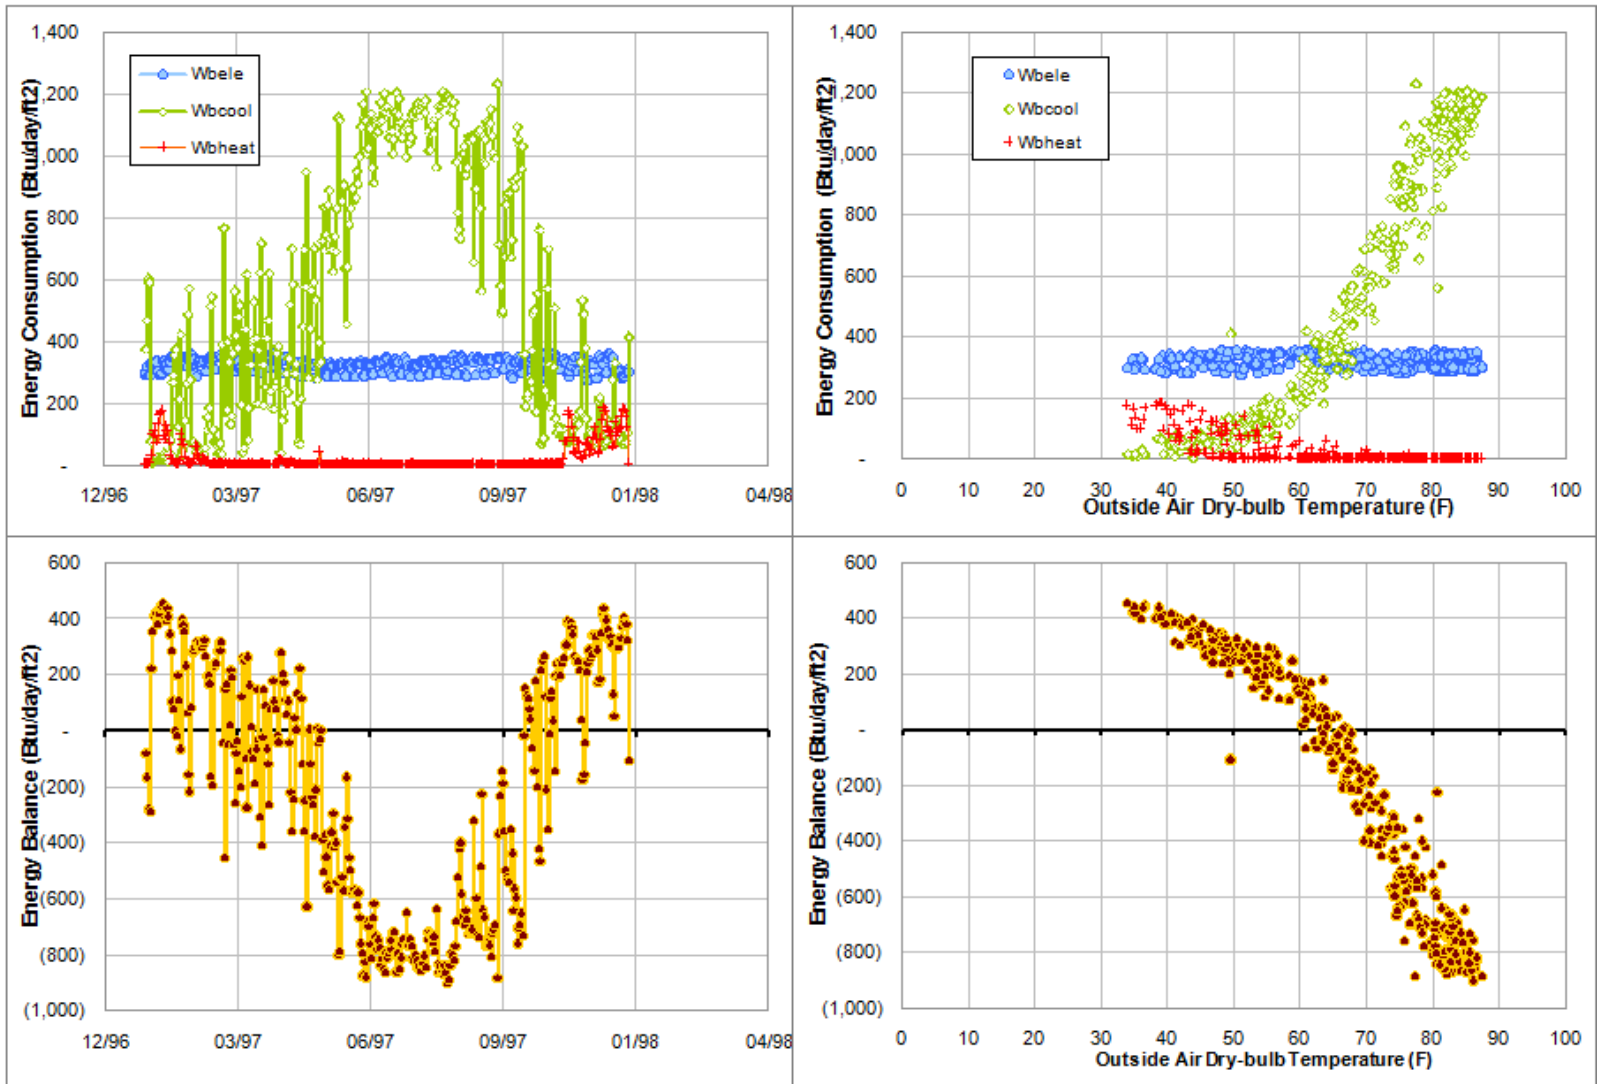 1,400
1,200
1,000
800
600
400
200
-
Energy Consumption (Btu/day/ft2)
Wbele
Wbcool
Wbheat
12/96 03/97 06/97 09/97 01/98 04/98
1,400
1,200
1,000
800
600
400
200
-
Energy Consumption (Btu/day/ft2)
Wbele
Wbcool
Wbheat
0 10 20 30 40 50 60 70 80 90 100
Outside Air Dry-bulb Temperature (F)
600
400
200
-
(200)
(400)
(600)
(800)
(1,000)
Energy Balance (Btu/day/ft2)
12/96 03/97 06/97 09/97 01/98 04/98
600
400
200
-
(200)
(400)
(600)
(800)
(1,000)
Energy Balance (Btu/day/ft2)
0 10 20 30 40 50 60 70 80 90 100
Outside Air Dry-bulb Temperature (F)